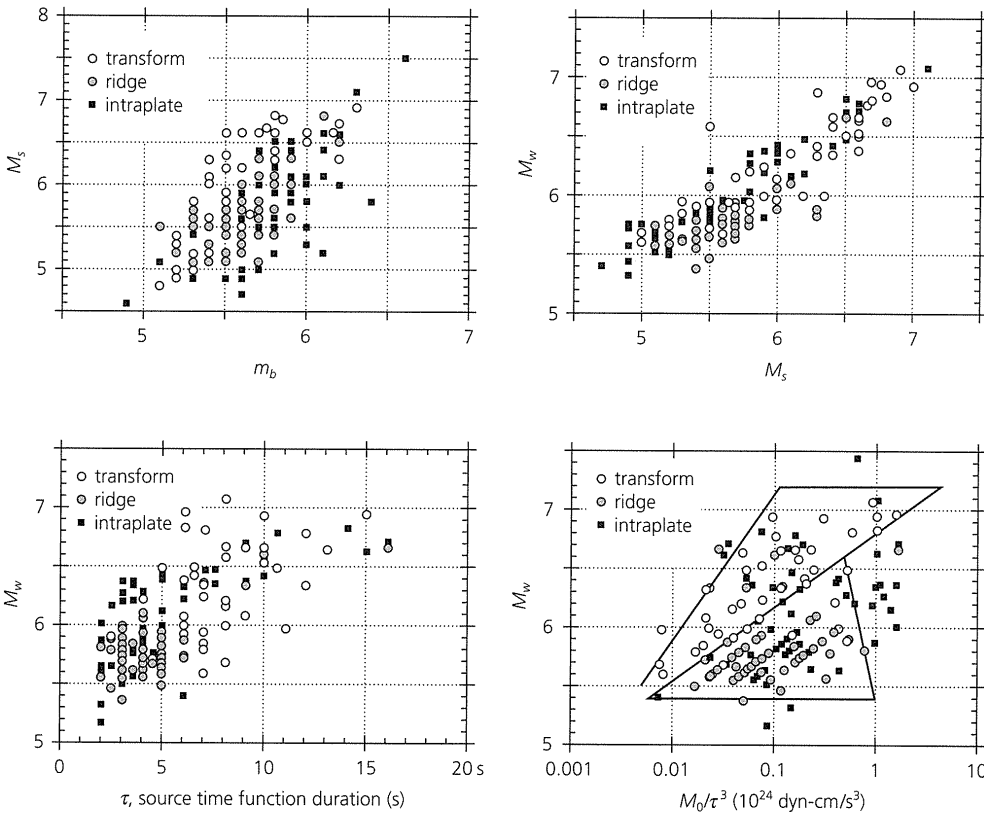 8
7
6
5
M_s
transform
ridge
intraplate
5
6
7
m_b
7
6
5
M_w
transform
ridge
intraplate
5
6
7
M_s
7
6
5
M_w
transform
ridge
intraplate
0
5
10
15
20 s
τ, source time function duration (s)
7
6
5
M_w
transform
ridge
intraplate
0.001
0.01
0.1
1
10
M_0/τ^3 (10^24 dyn-cm/s^3)